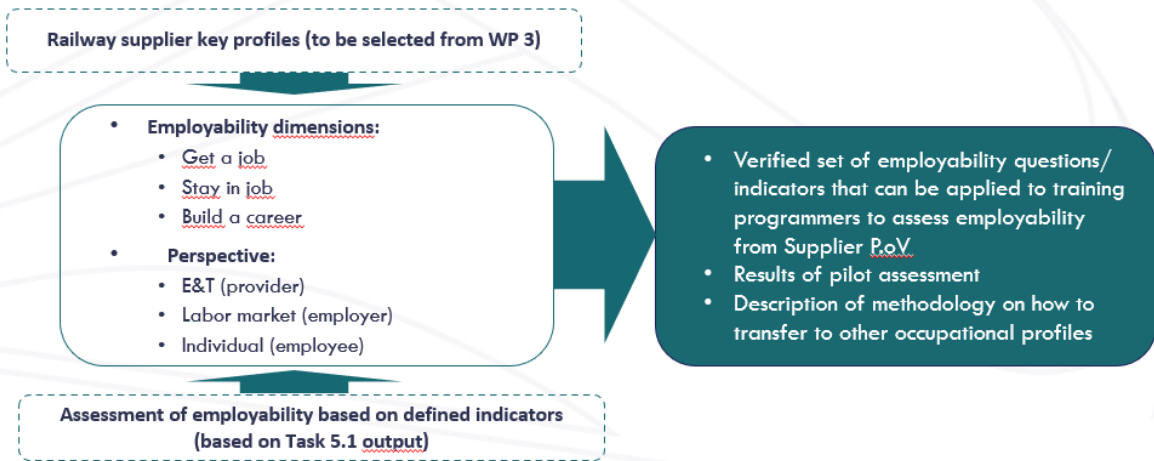 Railway supplier key profiles (to be selected from WP 3)
• Employability dimensions:
• Get a job
• Stay in job
• Build a career
• Perspective:
• E&T (provider)
• Labor market (employer)
• Individual (employee)
Assessment of employability based on defined indicators
(based on Task 5.1 output)
• Verified set of employability questions/
indicators that can be applied to training
programmers to assess employability
from Supplier P.oV.
• Results of pilot assessment
• Description of methodology on how to
transfer to other occupational profiles